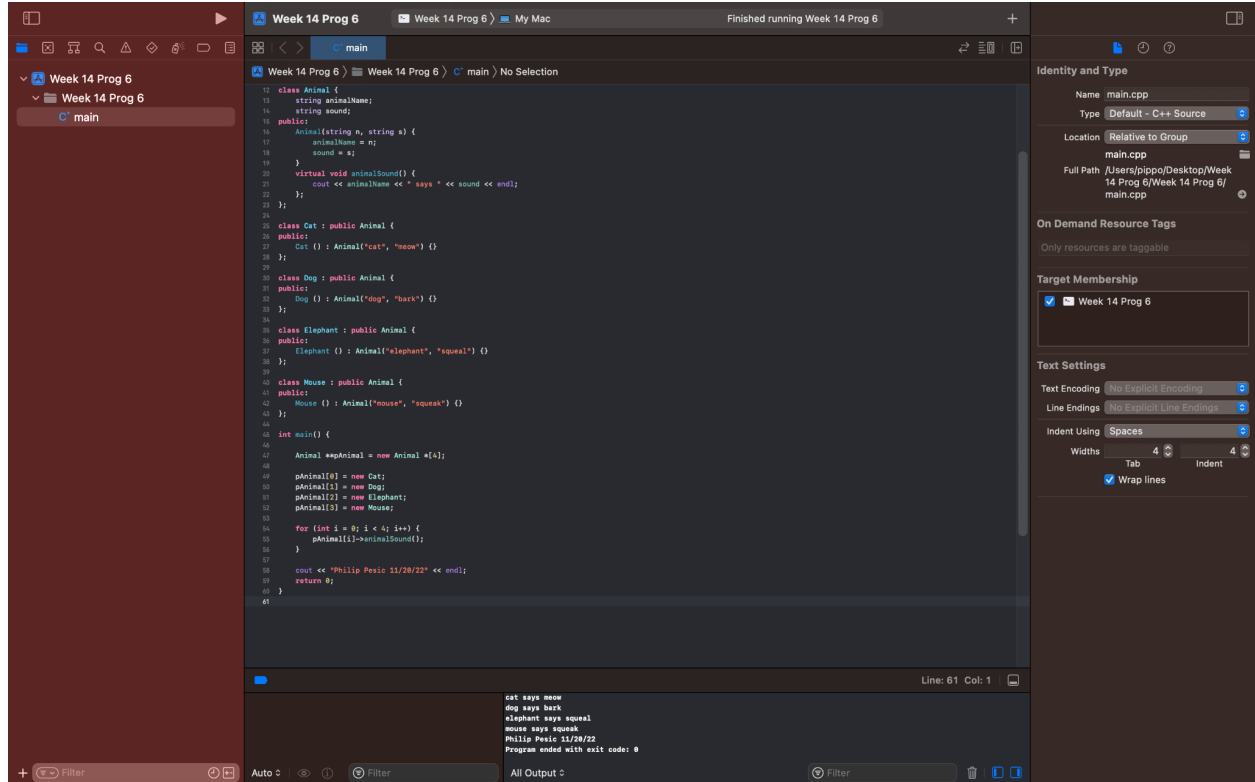 Week 14 Prog 6
Week 14 Prog 6 〉 My Mac
Finished running Week 14 Prog 6
Week 14 Prog 6
Week 14 Prog 6
main
main
Week 14 Prog 6 〉 Week 14 Prog 6 〉 main 〉 No Selection
12 class Animal {
13     string animalName;
14     string sound;
15 public:
16     Animal(string n, string s) {
17         animalName = n;
18         sound = s;
19     }
20     virtual void animalSound() {
21         cout << animalName << " says " << sound << endl;
22     };
23 };
24
25 class Cat : public Animal {
26 public:
27     Cat () : Animal("cat", "meow") {}
28 };
29
30 class Dog : public Animal {
31 public:
32     Dog () : Animal("dog", "bark") {}
33 };
34
35 class Elephant : public Animal {
36 public:
37     Elephant () : Animal("elephant", "squeal") {}
38 };
39
40 class Mouse : public Animal {
41 public:
42     Mouse () : Animal("mouse", "squeak") {}
43 };
44
45 int main() {
46
47     Animal **pAnimal = new Animal *[4];
48
49     pAnimal[0] = new Cat;
50     pAnimal[1] = new Dog;
51     pAnimal[2] = new Elephant;
52     pAnimal[3] = new Mouse;
53
54     for (int i = 0; i < 4; i++) {
55         pAnimal[i]->animalSound();
56     }
57
58     cout << "Philip Pesic 11/20/22" << endl;
59     return 0;
60 }
61
Line: 61 Col: 1
cat says meow
dog says bark
elephant says squeal
mouse says squeak
Philip Pesic 11/20/22
Program ended with exit code: 0
Filter
Auto
Filter
All Output
Filter
Identity and Type
Name main.cpp
Type Default - C++ Source
Location Relative to Group
main.cpp
Full Path /Users/pippo/Desktop/Week
14 Prog 6/Week 14 Prog 6/
main.cpp
On Demand Resource Tags
Only resources are taggable
Target Membership
Week 14 Prog 6
Text Settings
Text Encoding No Explicit Encoding
Line Endings No Explicit Line Endings
Indent Using Spaces
Widths 4 4
Tab Indent
Wrap lines